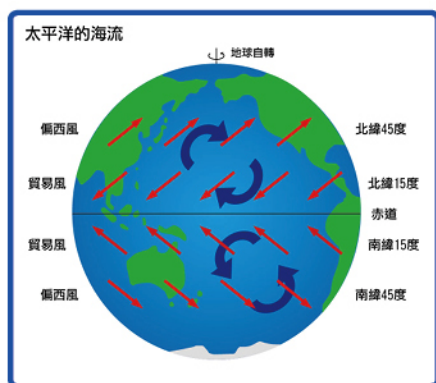 太平洋的海流
地球自轉
偏西風
北緯45度
貿易風
北緯15度
赤道
貿易風
南緯15度
偏西風
南緯45度